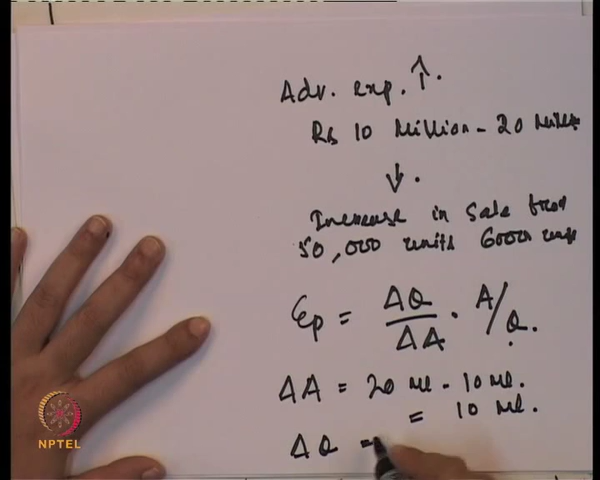 Adv. exp. ↑.
Rs 10 Million - 20 Million
↓.
Increase in Sale from
50,000 units 60000 units
Ep = ΔQ/ΔA . A/Q.
ΔA = 20 Ml - 10 Ml.
= 10 Ml.
ΔQ =
NPTEL